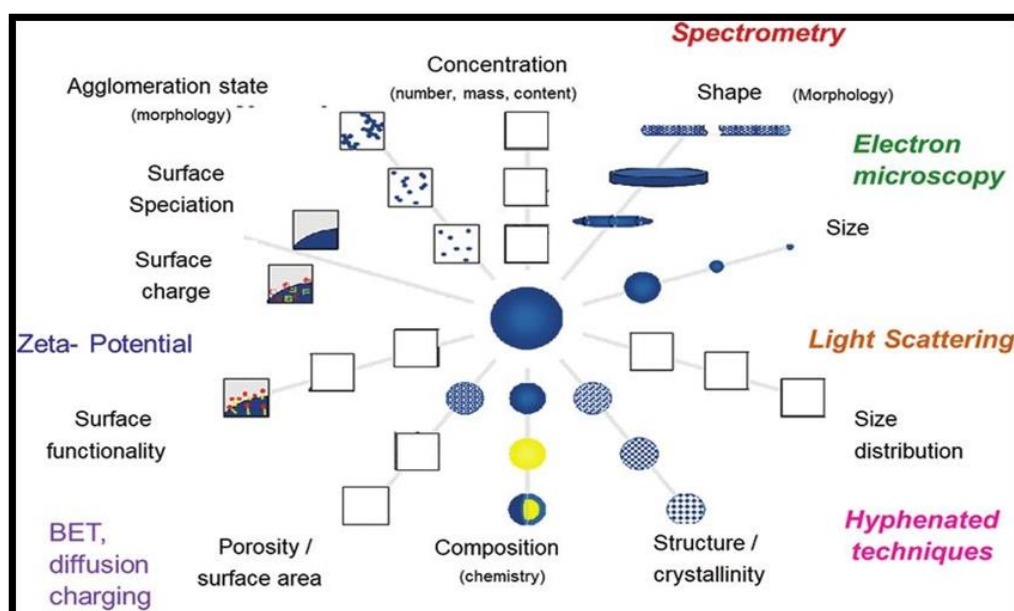 Spectrometry
Concentration
(number, mass, content)
Agglomeration state
(morphology)
Shape (Morphology)
Electron
microscopy
Surface
Speciation
Size
Surface
charge
Zeta- Potential
Light Scattering
Surface
functionality
Size
distribution
BET,
diffusion
charging
Porosity /
surface area
Composition
(chemistry)
Structure /
crystallinity
Hyphenated
techniques